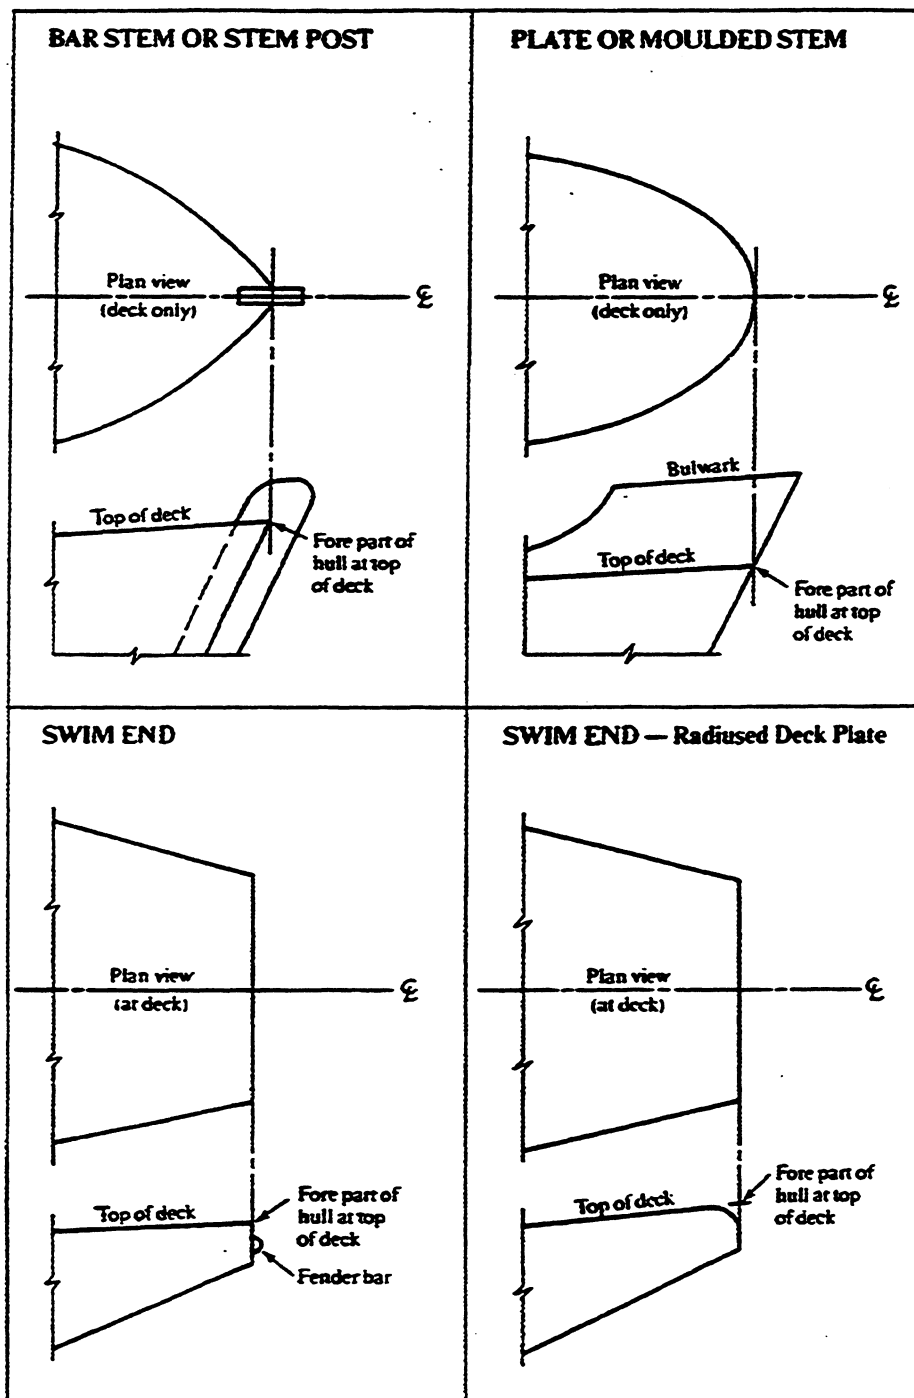 BAR STEM OR STEM POST
Plan view
(deck only)
℄
Top of deck
Fore part of
hull at top
of deck
PLATE OR MOULDED STEM
Plan view
(deck only)
℄
Bulwark
Top of deck
Fore part of
hull at top
of deck
SWIM END
Plan view
(at deck)
℄
Top of deck
Fore part of
hull at top
of deck
Fender bar
SWIM END — Radiused Deck Plate
Plan view
(at deck)
℄
Top of deck
Fore part of
hull at top
of deck